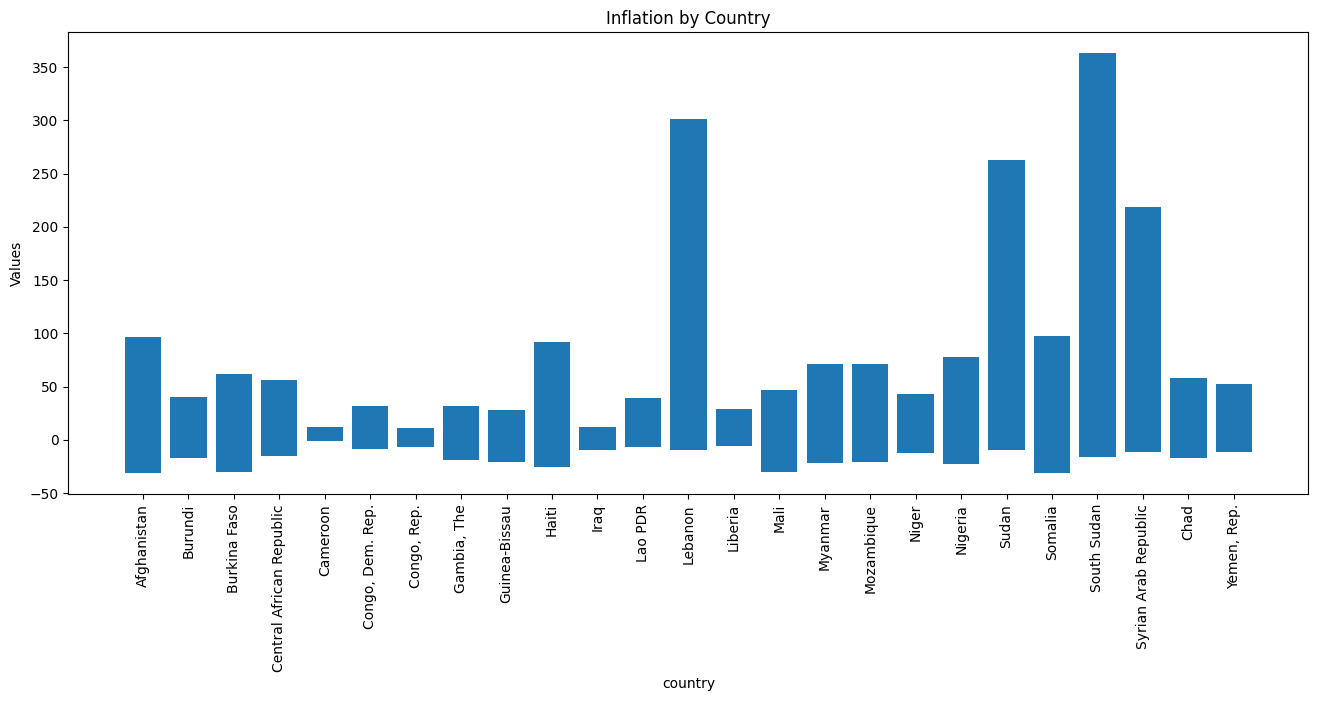 Inflation by Country
Values
350
300
250
200
150
100
50
0
−50
Afghanistan
Burundi
Burkina Faso
Central African Republic
Cameroon
Congo, Dem. Rep.
Congo, Rep.
Gambia, The
Guinea-Bissau
Haiti
Iraq
Lao PDR
Lebanon
Liberia
Mali
Myanmar
Mozambique
Niger
Nigeria
Sudan
Somalia
South Sudan
Syrian Arab Republic
Chad
Yemen, Rep.
country